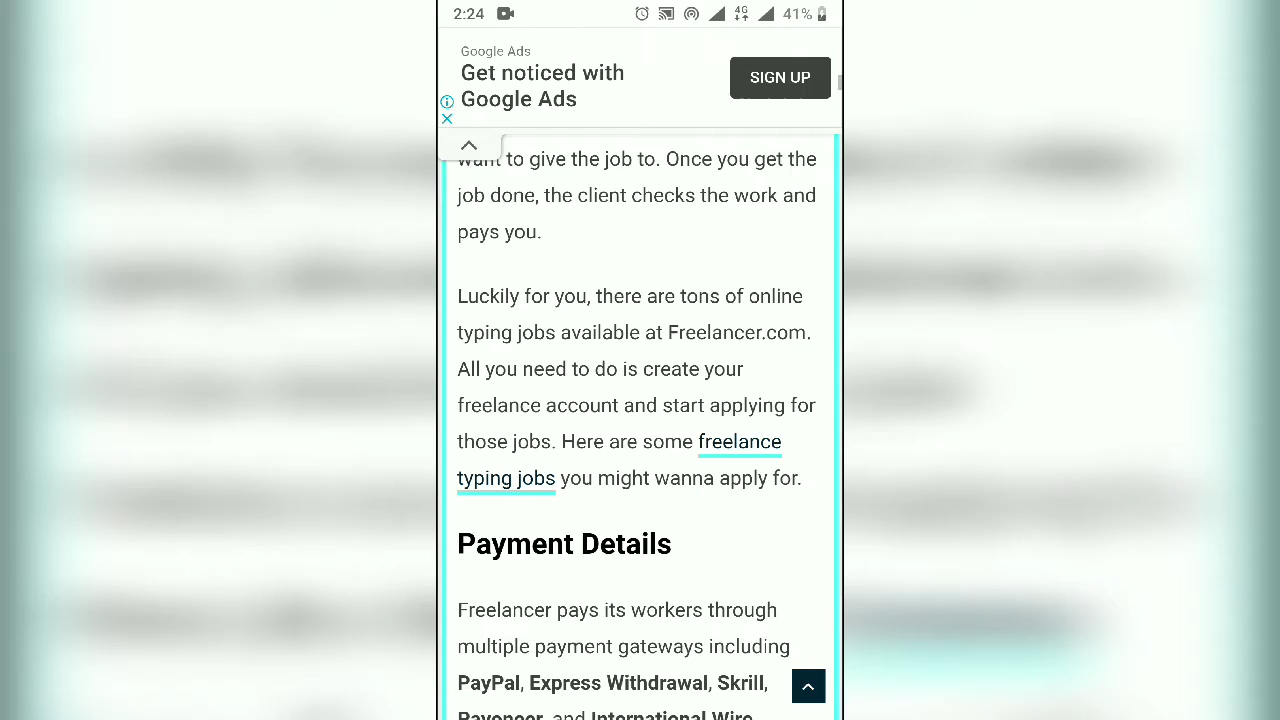 2:24 4G 41%
Google Ads
Get noticed with
Google Ads
SIGN UP
want to give the job to. Once you get the
job done, the client checks the work and
pays you.
Luckily for you, there are tons of online
typing jobs available at Freelancer.com.
All you need to do is create your
freelance account and start applying for
those jobs. Here are some freelance
typing jobs you might wanna apply for.
Payment Details
Freelancer pays its workers through
multiple payment gateways including
PayPal, Express Withdrawal, Skrill,
Payoneer, and International Wire